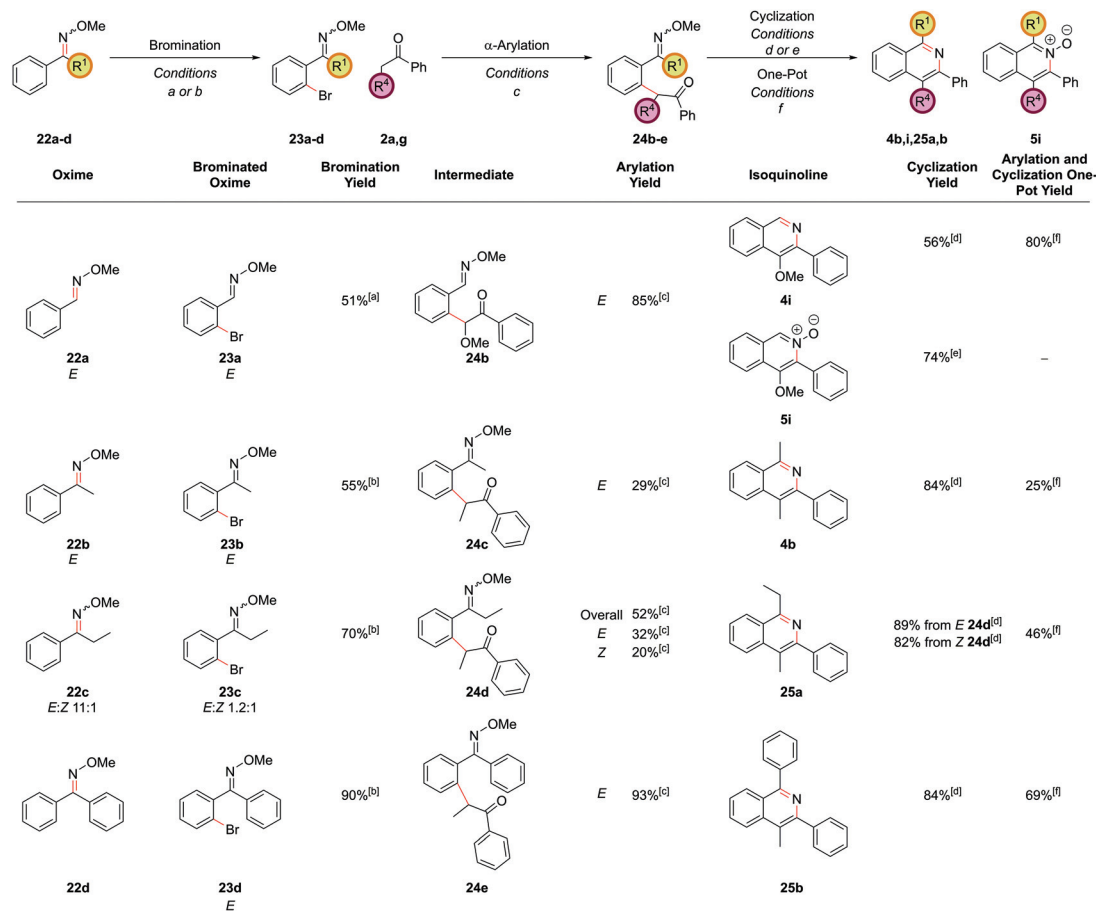 N OMe
R¹
22a-d
Bromination
Conditions
a or b
N OMe
R¹
Br
23a-d
O
Ph
R⁴
2a,g
α-Arylation
Conditions
c
N OMe
R¹
O
R⁴ Ph
24b-e
Cyclization
Conditions
d or e
One-Pot
Conditions
f
R¹
N
Ph
R⁴
4b,i,25a,b
R¹
N⊕ O⊖
Ph
R⁴
5i
Oxime
Brominated
Oxime
Bromination
Yield
Intermediate
Arylation
Yield
Isoquinoline
Cyclization
Yield
Arylation and
Cyclization One-
Pot Yield
N OMe
22a
E
N OMe
Br
23a
E
51%[a]
N OMe
O
OMe
24b
E 85%[c]
N
OMe
4i
56%[d]
80%[f]
N⊕ O⊖
OMe
5i
74%[e]
–
N OMe
22b
E
N OMe
Br
23b
E
55%[b]
N OMe
O
24c
E 29%[c]
N
4b
84%[d]
25%[f]
N OMe
22c
E:Z 11:1
N OMe
Br
23c
E:Z 1.2:1
70%[b]
N OMe
O
24d
Overall 52%[c]
E 32%[c]
Z 20%[c]
N
25a
89% from E 24d[d]
82% from Z 24d[d]
46%[f]
N OMe
22d
N OMe
Br
23d
E
90%[b]
N OMe
O
24e
E 93%[c]
N
25b
84%[d]
69%[f]